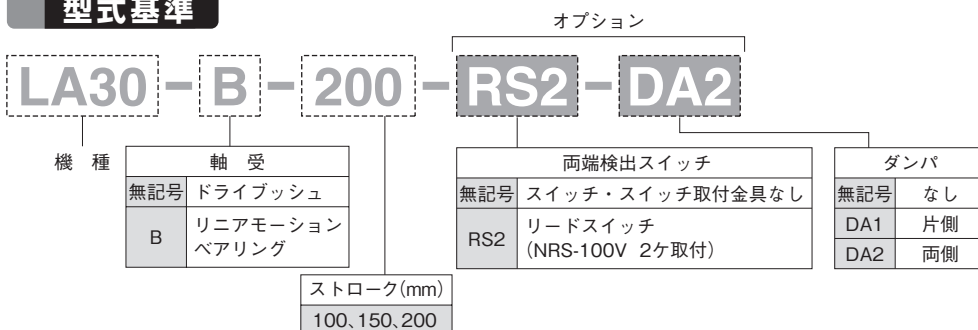 型式基準
オプション
LA30-B-200-RS2-DA2
機 種
軸 受
無記号 ドライブッシュ
B リニアモーション
ベアリング
ストローク(mm)
100、150、200
両端検出スイッチ
無記号 スイッチ・スイッチ取付金具なし
RS2 リードスイッチ
(NRS-100V 2ケ取付)
ダンパ
無記号 なし
DA1 片側
DA2 両側